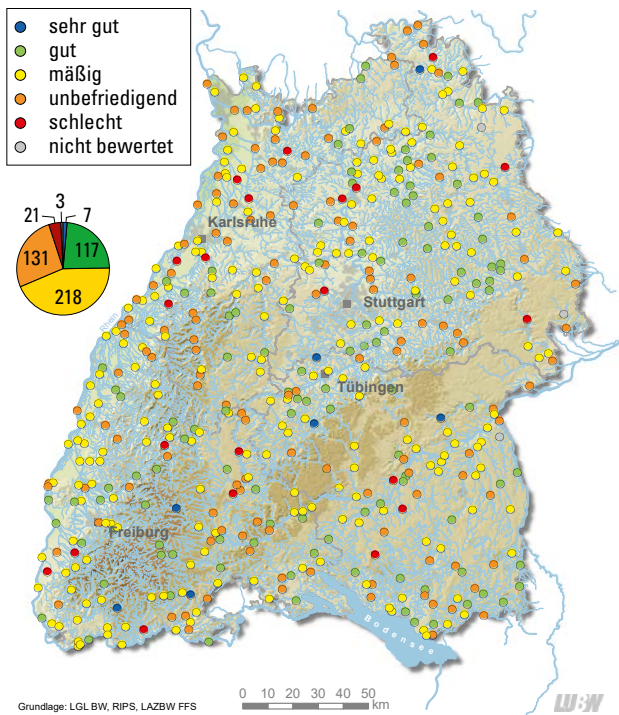 sehr gut
gut
mäßig
unbefriedigend
schlecht
nicht bewertet
3
21
7
131
117
218
Karlsruhe
Rhein
Stuttgart
Tübingen
Freiburg
Bodensee
Grundlage: LGL BW, RIPS, LAZBW FFS
0 10 20 30 40 50
km
LUBW